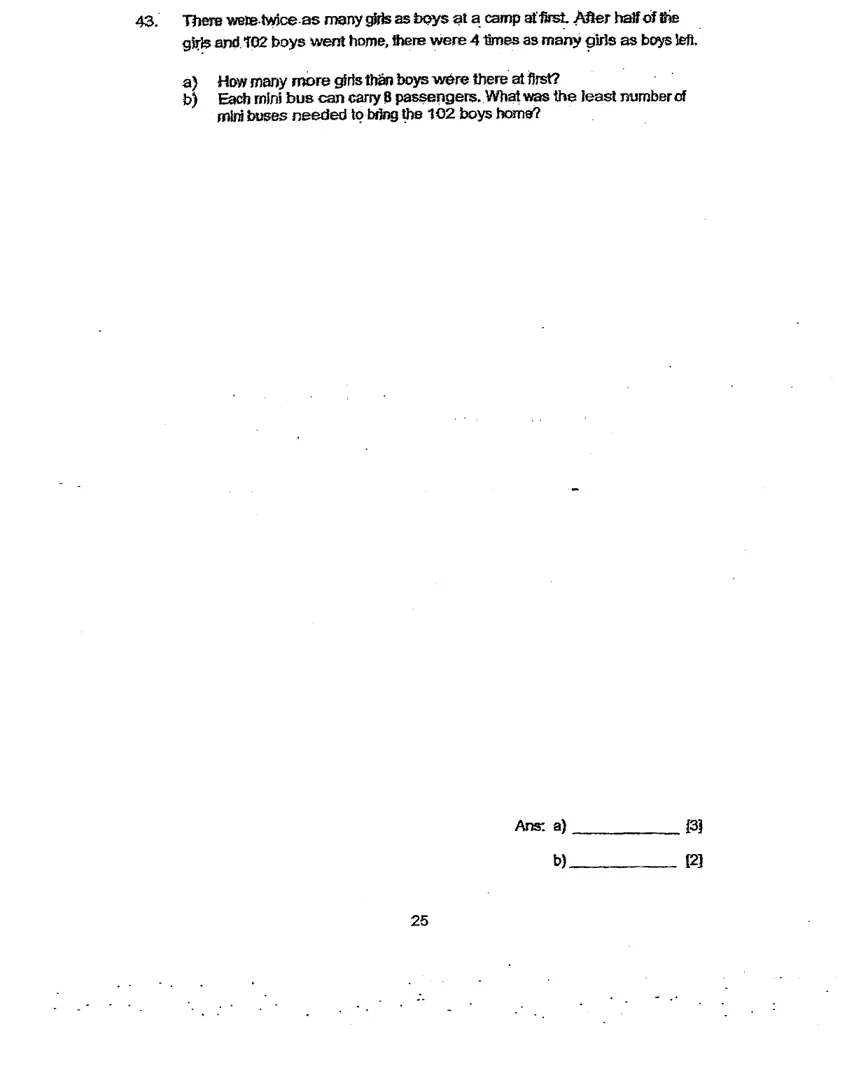 43. There were twice as many girls as boys at a camp at first. After half of the
girls and 102 boys went home, there were 4 times as many girls as boys left.
a) How many more girls than boys were there at first?
b) Each mini bus can carry 8 passengers. What was the least number of
mini buses needed to bring the 102 boys home?
Ans: a) ____________ [3]
b) ____________ [2]
25